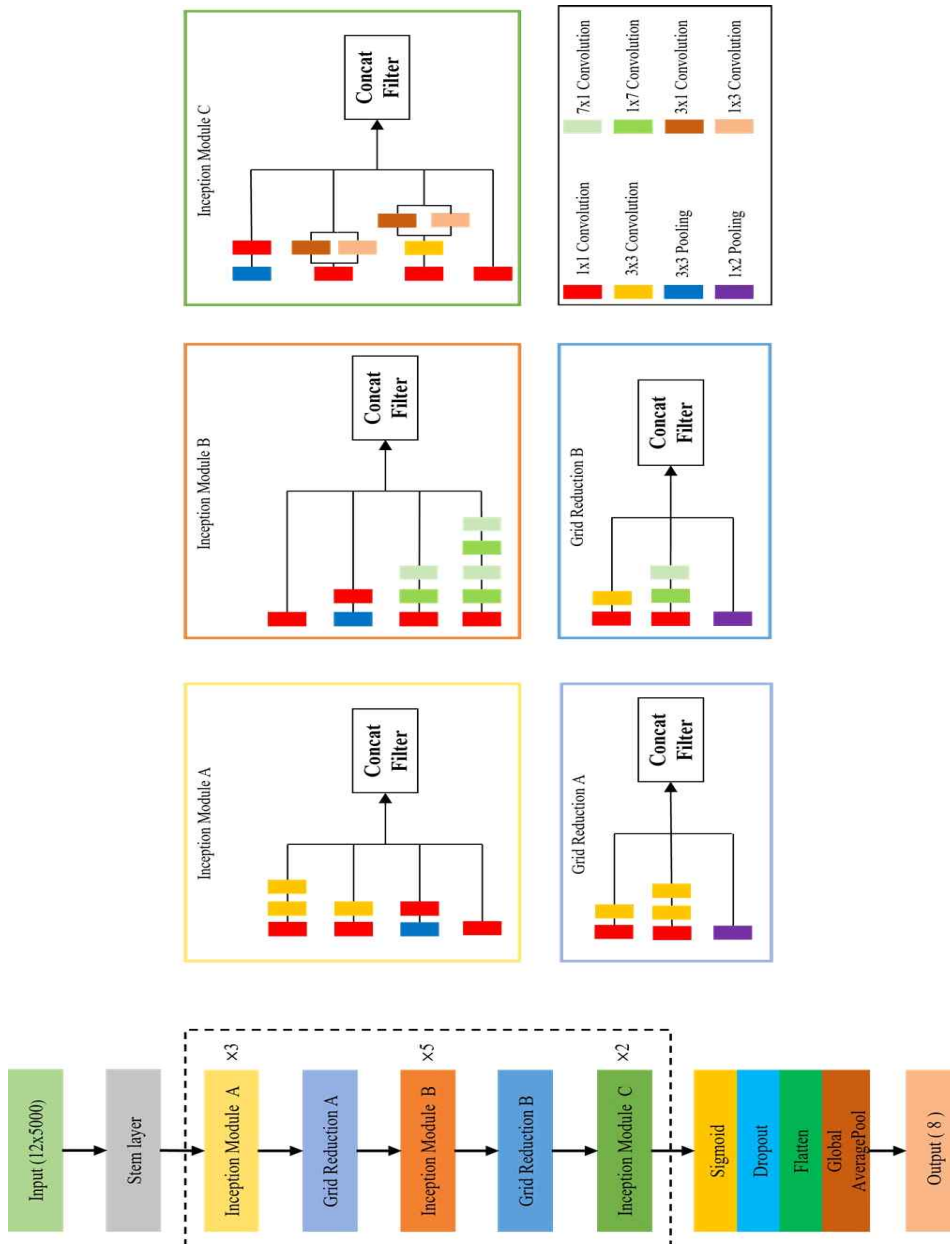 Input (12x5000)
Stem layer
Inception Module A
×3
Grid Reduction A
Inception Module B
×5
Grid Reduction B
Inception Module C
×2
Sigmoid
Dropout
Flatten
Global
AveragePool
Output ( 8 )
Inception Module A
Concat
Filter
Inception Module B
Concat
Filter
Inception Module C
Concat
Filter
Grid Reduction A
Concat
Filter
Grid Reduction B
Concat
Filter
1x1 Convolution
7x1 Convolution
3x3 Convolution
1x7 Convolution
3x3 Pooling
3x1 Convolution
1x2 Pooling
1x3 Convolution